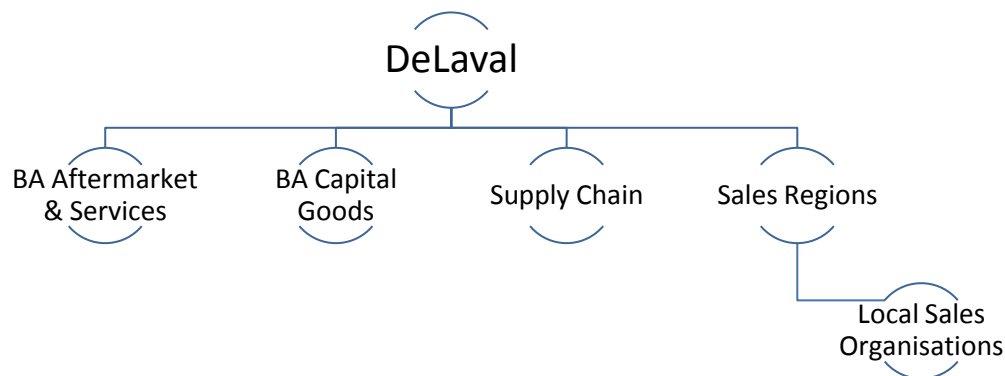 DeLaval
BA Aftermarket
& Services
BA Capital
Goods
Supply Chain
Sales Regions
Local Sales
Organisations